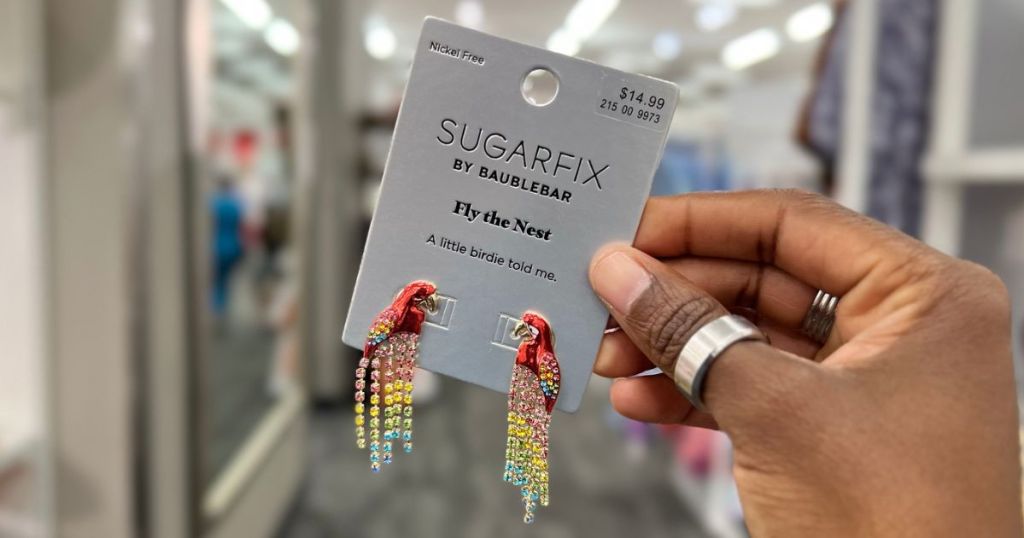 Nickel Free
$14.99
215 00 9973
SUGARFIX
BY BAUBLEBAR
Fly the Nest
A little birdie told me.